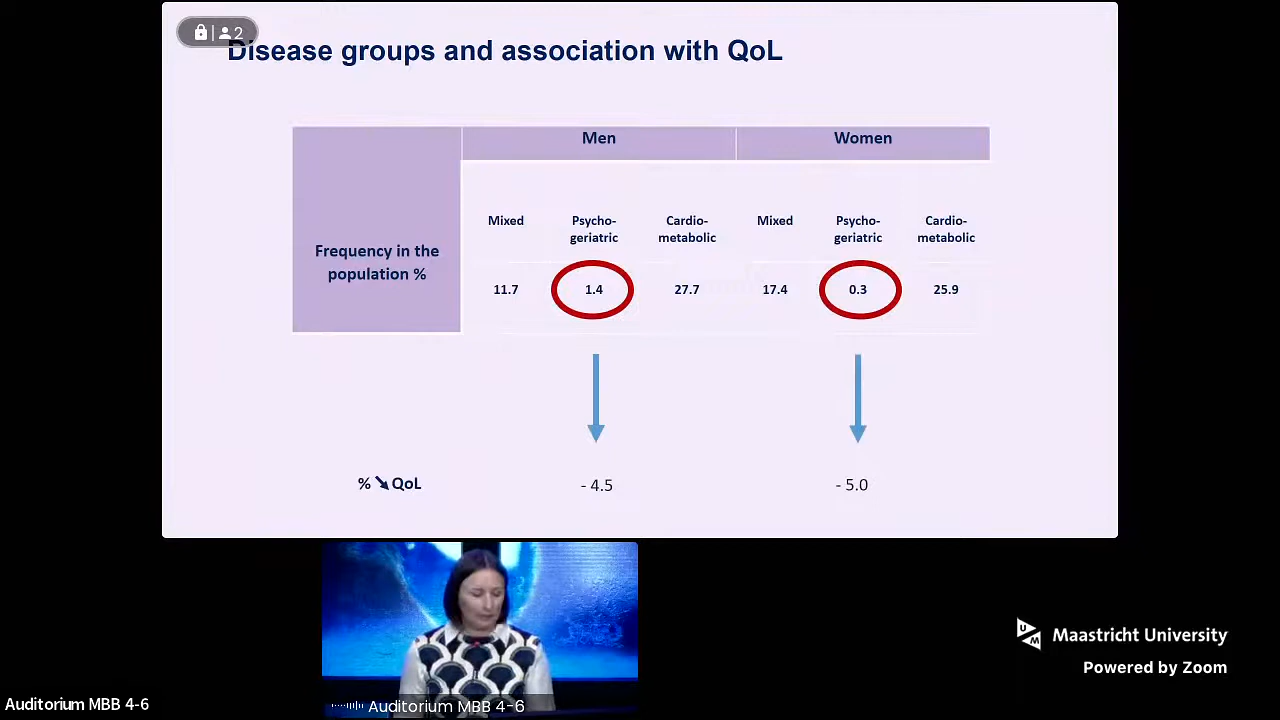 2
Disease groups and association with QoL
Men
Women
Mixed
Psycho-
geriatric
Cardio-
metabolic
Mixed
Psycho-
geriatric
Cardio-
metabolic
Frequency in the
population %
11.7
1.4
27.7
17.4
0.3
25.9
% ↘ QoL
- 4.5
- 5.0
UM
Maastricht University
Powered by Zoom
Auditorium MBB 4-6
Auditorium MBB 4-6